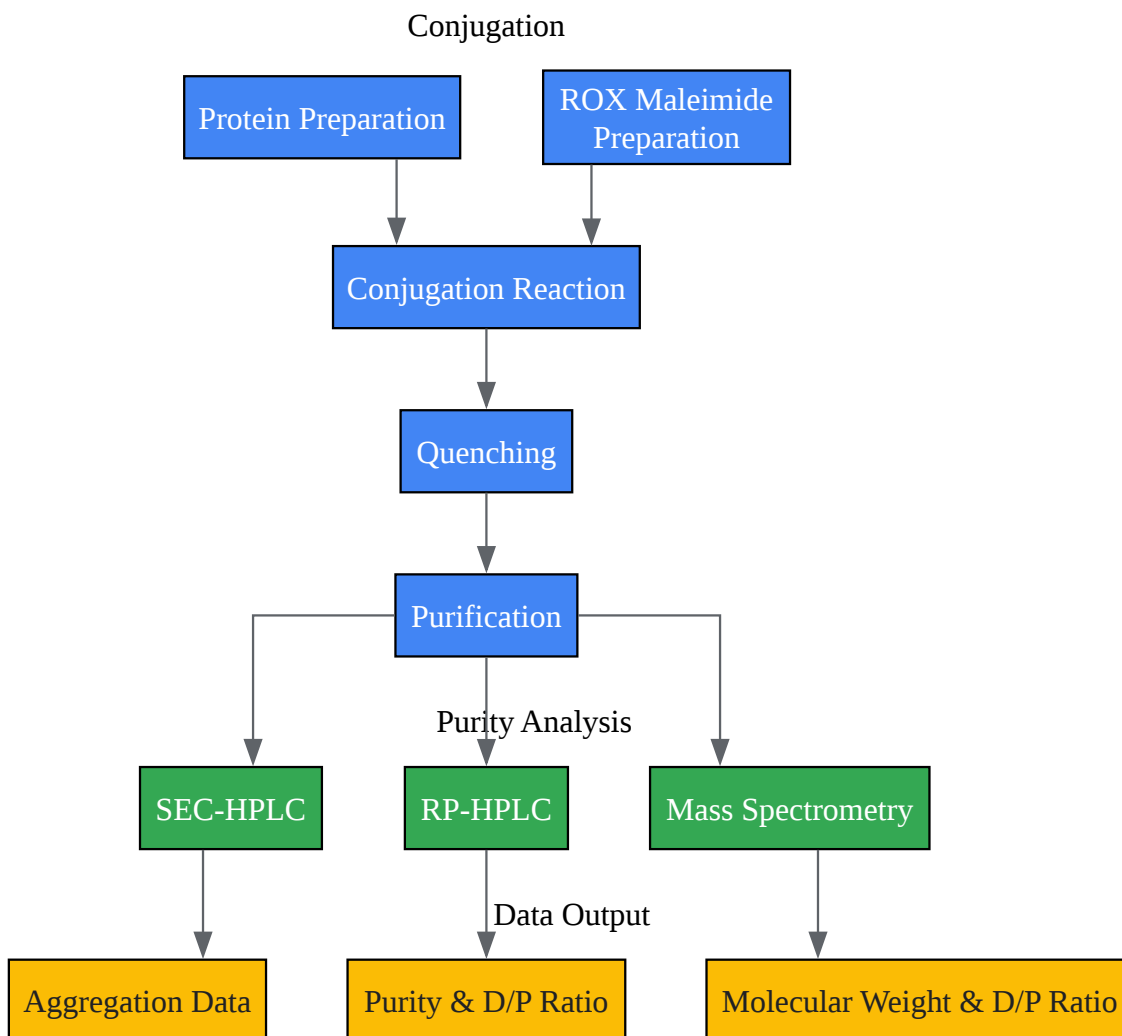 Conjugation
Protein Preparation
ROX Maleimide
Preparation
Conjugation Reaction
Quenching
Purification
Purity Analysis
SEC-HPLC
RP-HPLC
Mass Spectrometry
Data Output
Aggregation Data
Purity & D/P Ratio
Molecular Weight & D/P Ratio